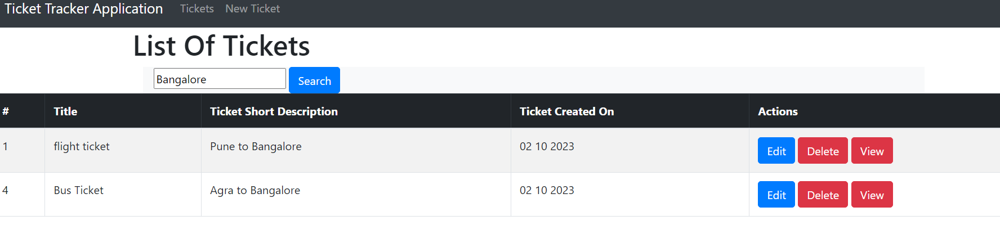 Ticket Tracker Application Tickets New Ticket
List Of Tickets
Bangalore Search
# Title Ticket Short Description Ticket Created On Actions
1 flight ticket Pune to Bangalore 02 10 2023 Edit Delete View
4 Bus Ticket Agra to Bangalore 02 10 2023 Edit Delete View